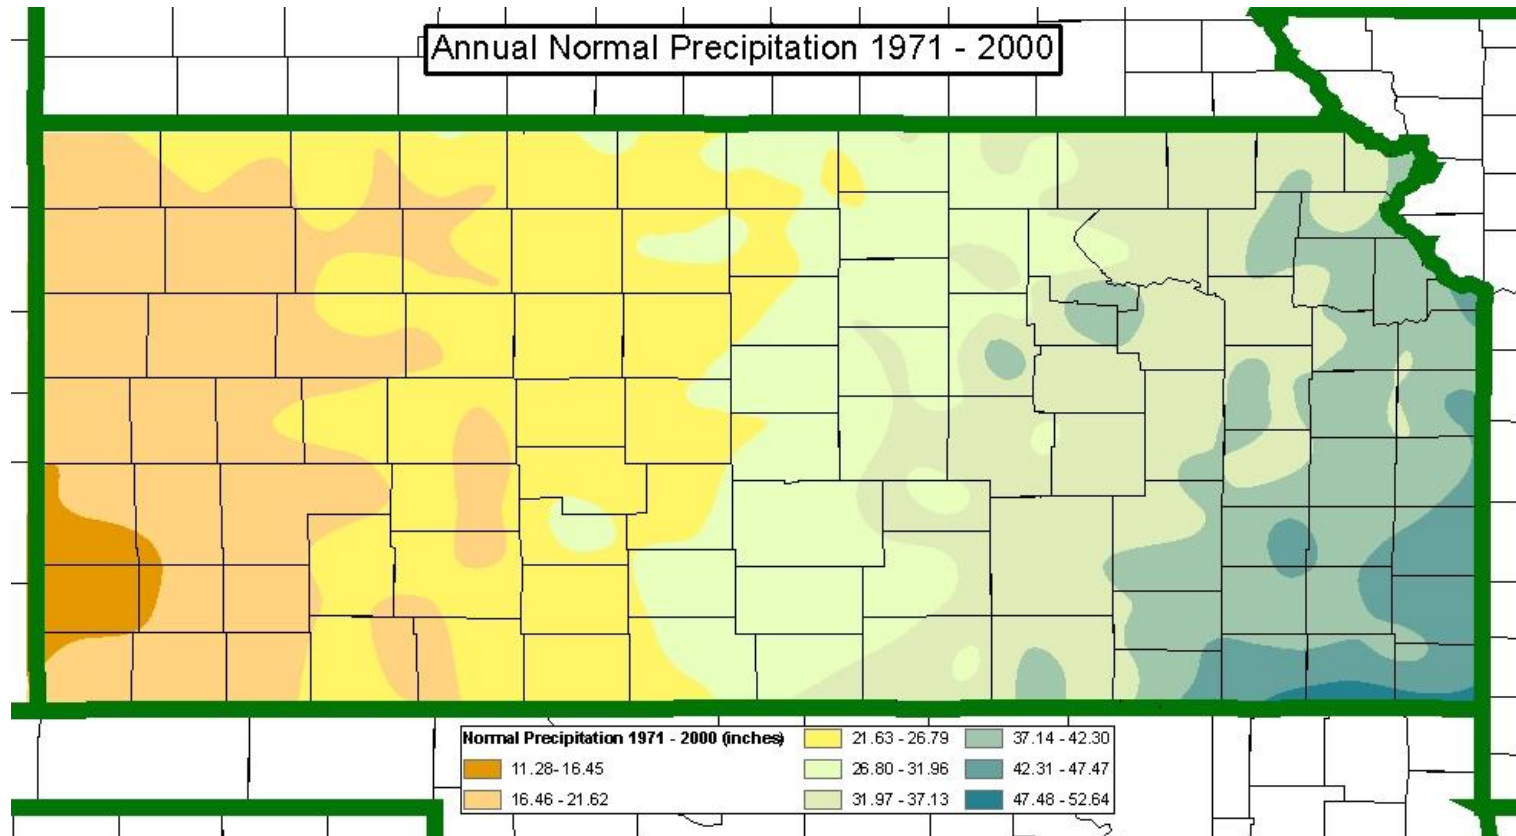 Annual Normal Precipitation 1971 - 2000
Normal Precipitation 1971 - 2000 (inches)
11.28- 16.45
16.46 - 21.62
21.63 - 26.79
26.80 - 31.96
31.97 - 37.13
37.14 - 42.30
42.31 - 47.47
47.48 - 52.64